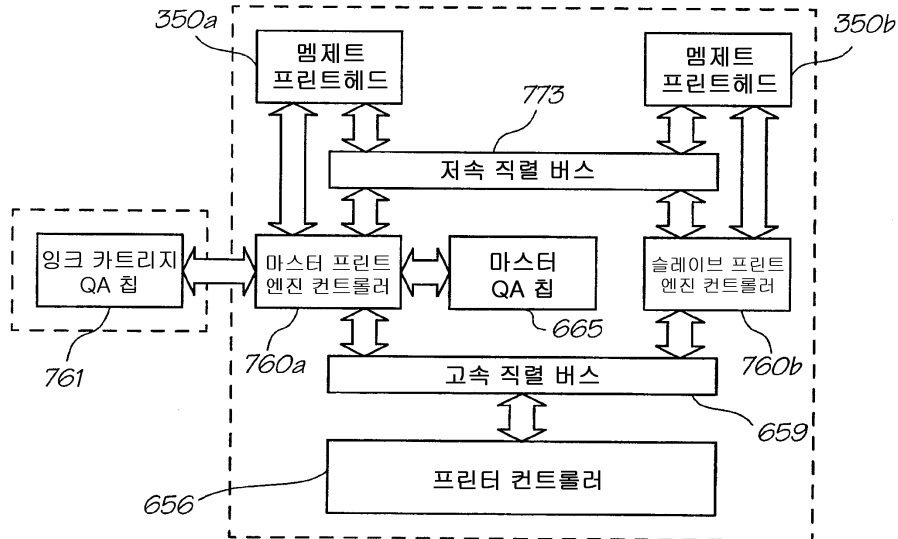 350a
멤제트
프린트헤드
멤제트
프린트헤드
350b
773
저속 직렬 버스
잉크 카트리지
QA 칩
마스터 프린트
엔진 컨트롤러
마스터
QA 칩
슬레이브 프린트
엔진 컨트롤러
761
760a
665
760b
고속 직렬 버스
659
프린터 컨트롤러
656